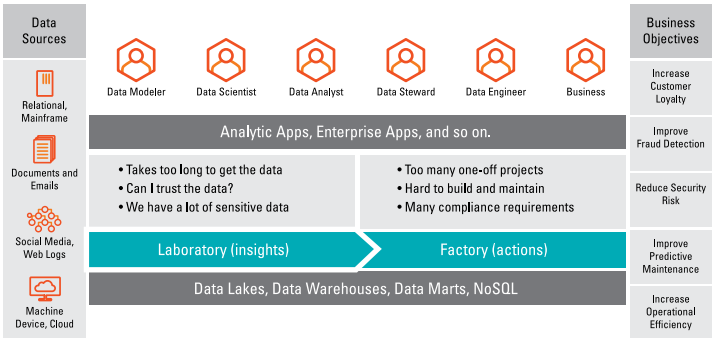 Data
Sources
Relational,
Mainframe
Documents and
Emails
Social Media,
Web Logs
Machine
Device, Cloud
Data Modeler
Data Scientist
Data Analyst
Data Steward
Data Engineer
Business
Analytic Apps, Enterprise Apps, and so on.
• Takes too long to get the data
• Can I trust the data?
• We have a lot of sensitive data
• Too many one-off projects
• Hard to build and maintain
• Many compliance requirements
Laboratory (insights)
Factory (actions)
Data Lakes, Data Warehouses, Data Marts, NoSQL
Business
Objectives
Increase
Customer
Loyalty
Improve
Fraud Detection
Reduce Security
Risk
Improve
Predictive
Maintenance
Increase
Operational
Efficiency